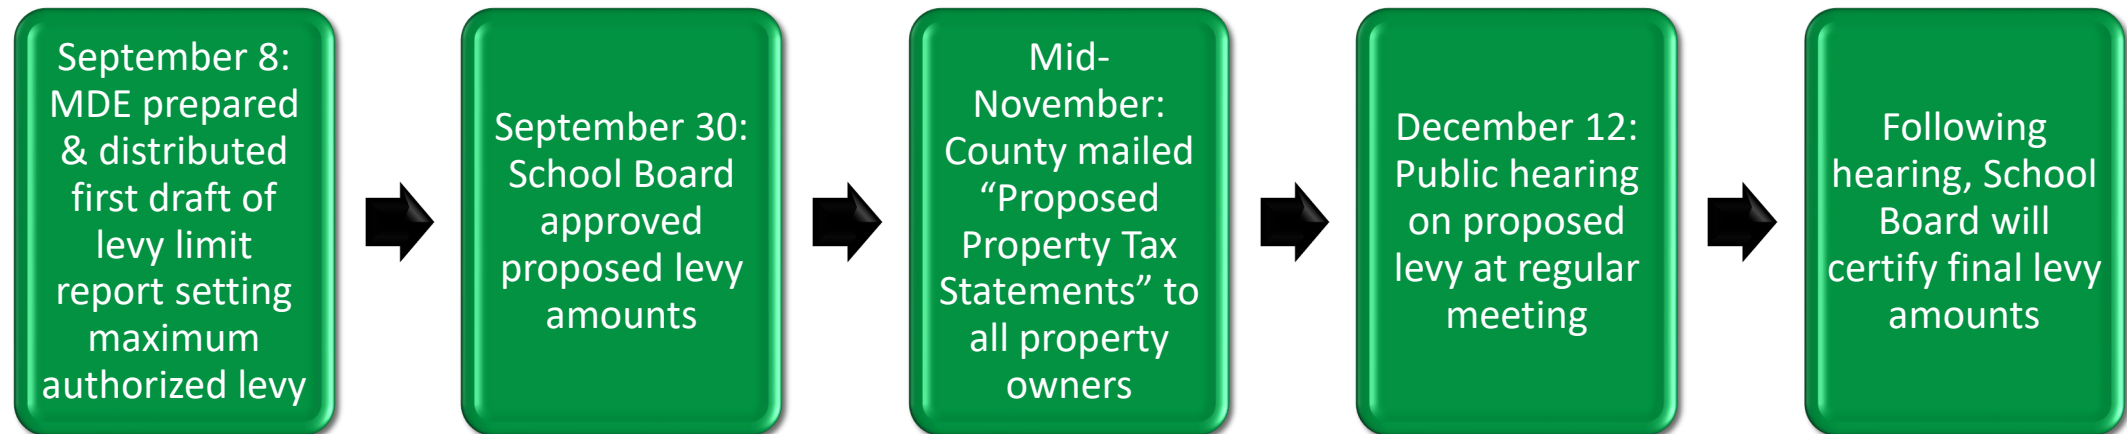 September 8:
MDE prepared
& distributed
first draft of
levy limit
report setting
maximum
authorized levy
September 30:
School Board
approved
proposed levy
amounts
Mid-
November:
County mailed
“Proposed
Property Tax
Statements” to
all property
owners
December 12:
Public hearing
on proposed
levy at regular
meeting
Following
hearing, School
Board will
certify final levy
amounts